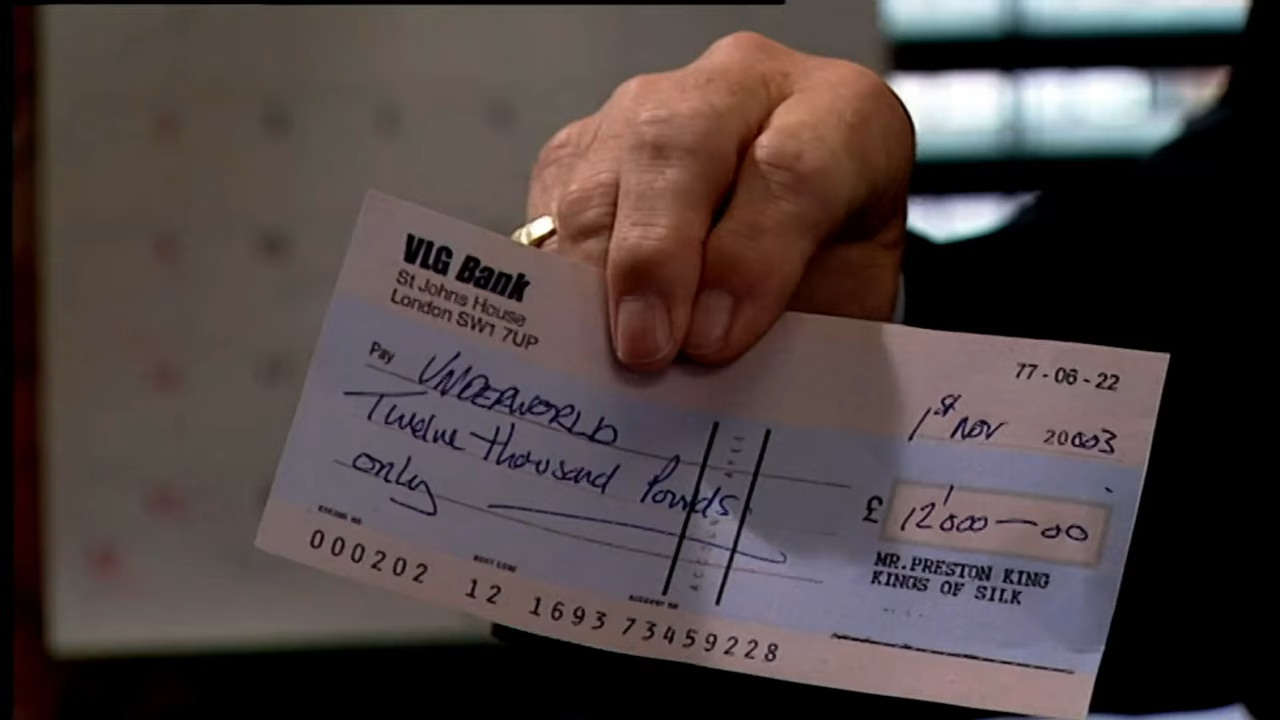 VLG Bank
St Johns House
London SW1 7UP
77-06-22
1st Nov 20003
Pay UNDERWORLD
Twelve thousand Pounds
only
£ 12'000—00
MR.PRESTON KING
KINGS OF SILK
000202 12 1693 73459228